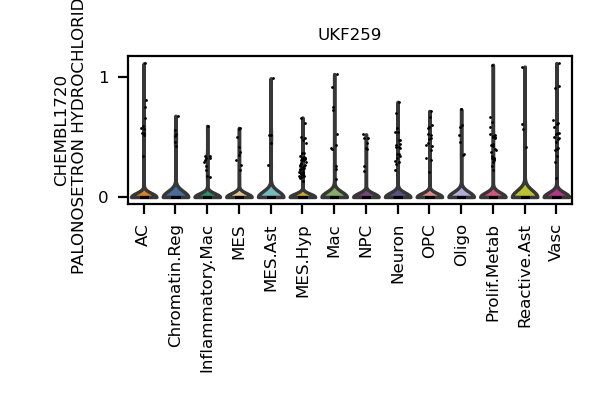 UKF259
CHEMBL1720
PALONOSETRON HYDROCHLORID
1
0
AC
Chromatin.Reg
Inflammatory.Mac
MES
MES.Ast
MES.Hyp
Mac
NPC
Neuron
OPC
Oligo
Prolif.Metab
Reactive.Ast
Vasc